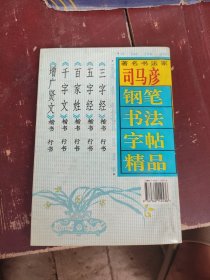 著名书法家
司马彦
钢笔
书法
字帖
精品
《三字经》楷书 行书
《五字经》楷书 行书
《百家姓》楷书 行书
《千字文》楷书 行书
《增广贤文》楷书 行书